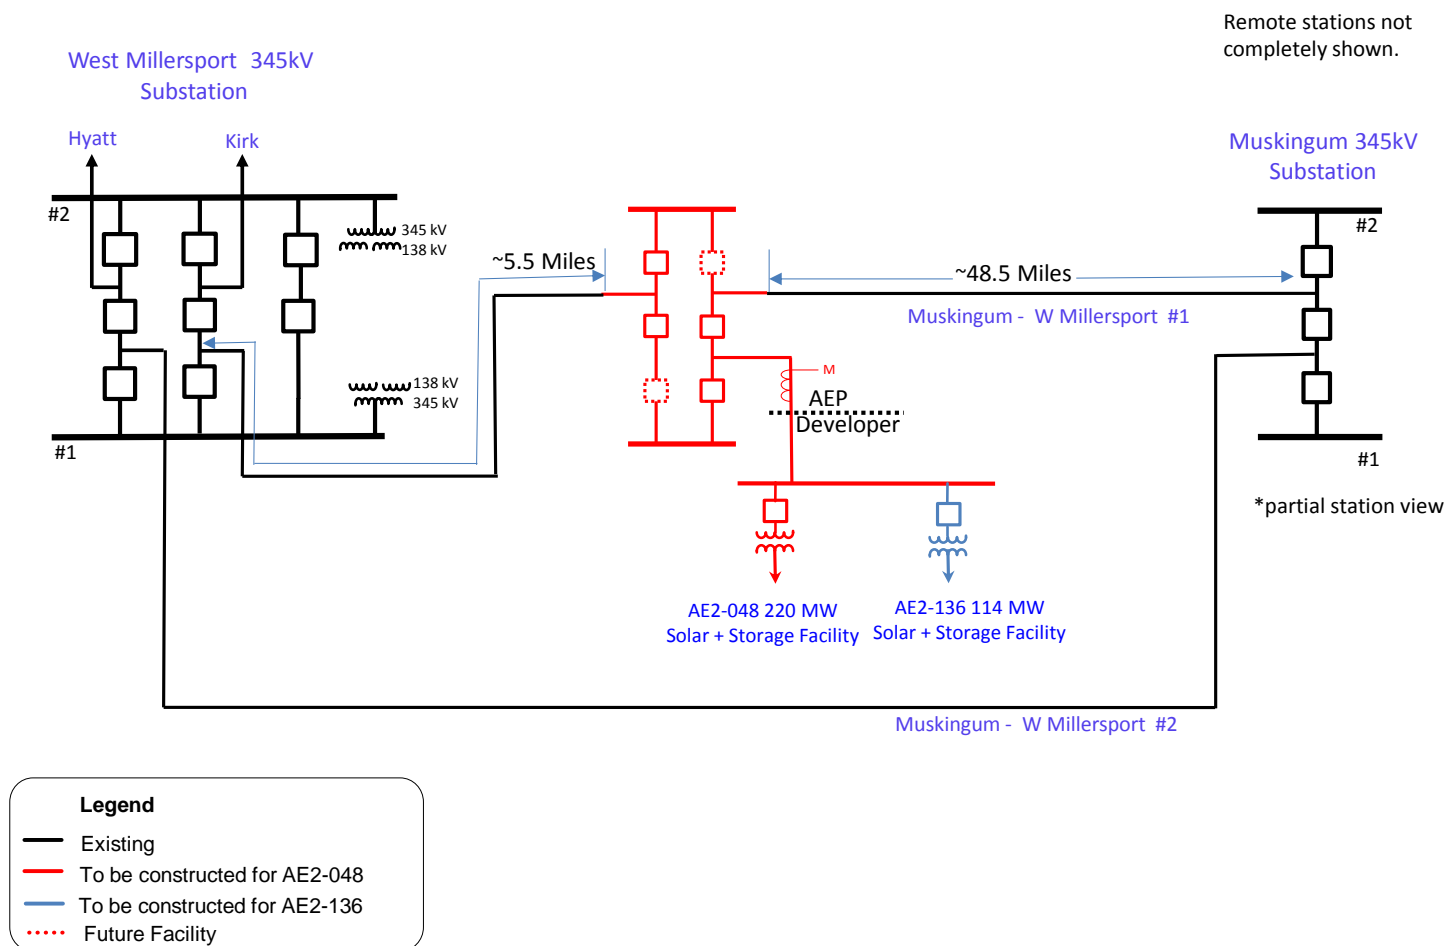 Remote stations not
completely shown.
West Millersport 345kV
Substation
Hyatt
Kirk
Muskingum 345kV
Substation
#2
345 kV
138 kV
~5.5 Miles
~48.5 Miles
#2
Muskingum - W Millersport #1
138 kV
345 kV
M
AEP
Developer
#1
#1
*partial station view
AE2-048 220 MW
Solar + Storage Facility
AE2-136 114 MW
Solar + Storage Facility
Muskingum - W Millersport #2
Legend
Existing
To be constructed for AE2-048
To be constructed for AE2-136
Future Facility